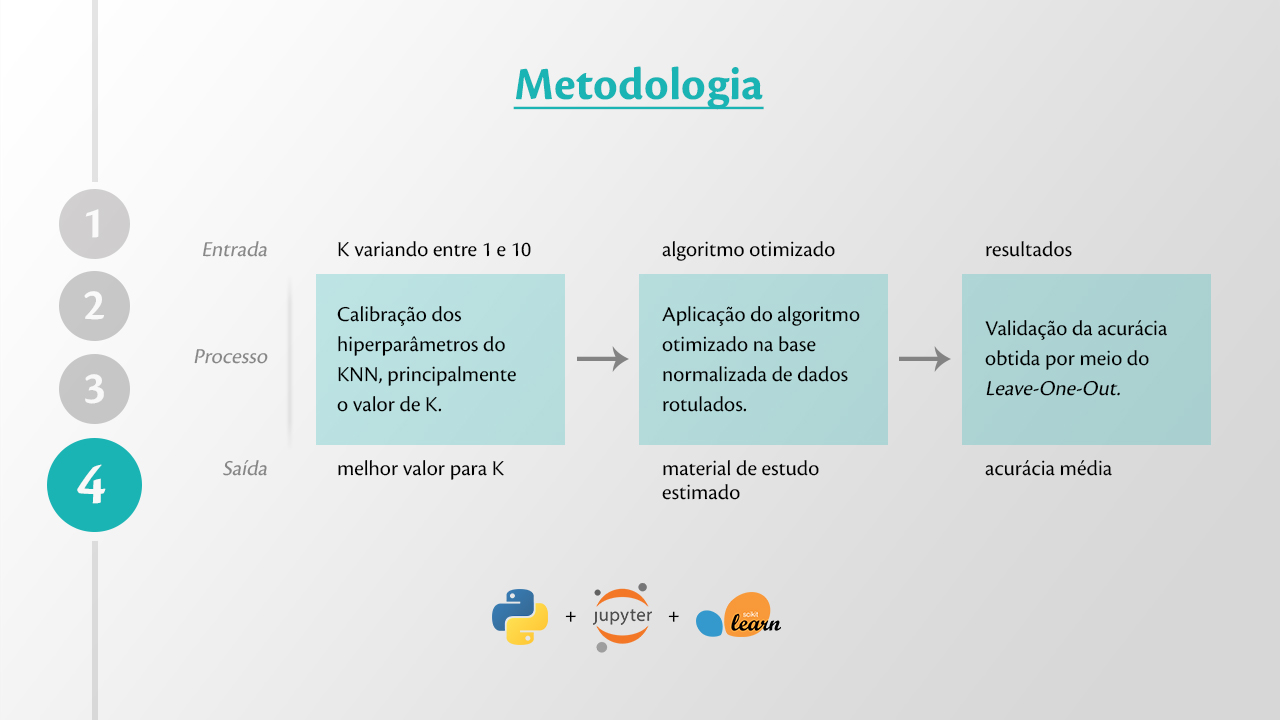 Metodologia
1
2
3
4
Entrada
K variando entre 1 e 10
algoritmo otimizado
resultados
Processo
Calibração dos
hiperparâmetros do
KNN, principalmente
o valor de K.
Aplicação do algoritmo
otimizado na base
normalizada de dados
rotulados.
Validação da acurácia
obtida por meio do
Leave-One-Out.
Saída
melhor valor para K
material de estudo
estimado
acurácia média
+ jupyter + scikit learn